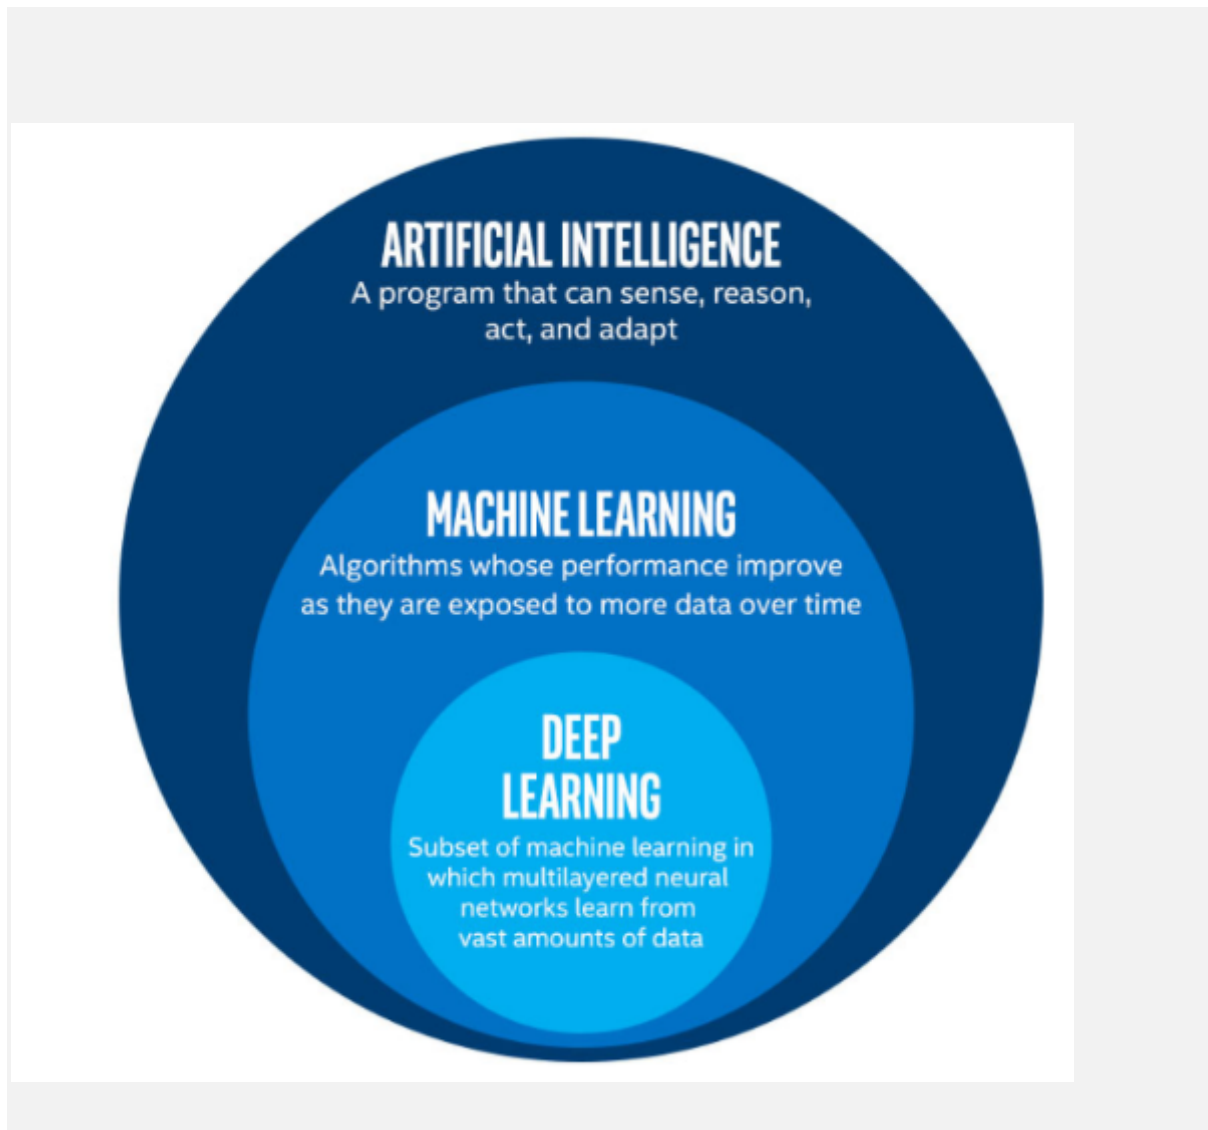 ARTIFICIAL INTELLIGENCE
A program that can sense, reason,
act, and adapt
MACHINE LEARNING
Algorithms whose performance improve
as they are exposed to more data over time
DEEP
LEARNING
Subset of machine learning in
which multilayered neural
networks learn from
vast amounts of data